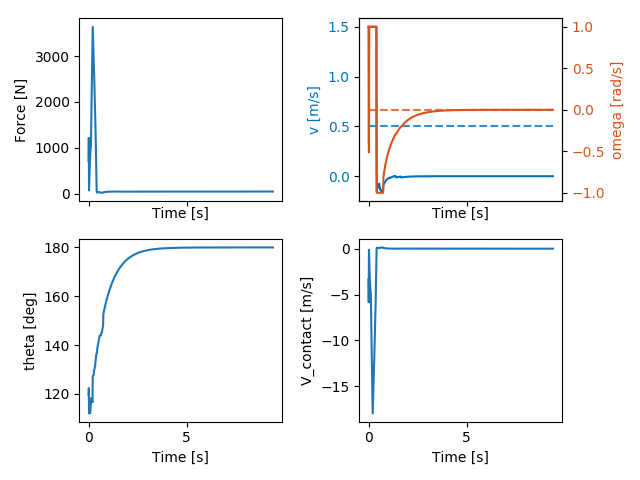 Force [N]
3000
2000
1000
0
Time [s]
v [m/s]
1.5
1.0
0.5
0.0
Time [s]
1.0
0.5
0.0
−0.5
−1.0
omega [rad/s]
theta [deg]
180
160
140
120
0
5
Time [s]
V_contact [m/s]
0
−5
−10
−15
0
5
Time [s]